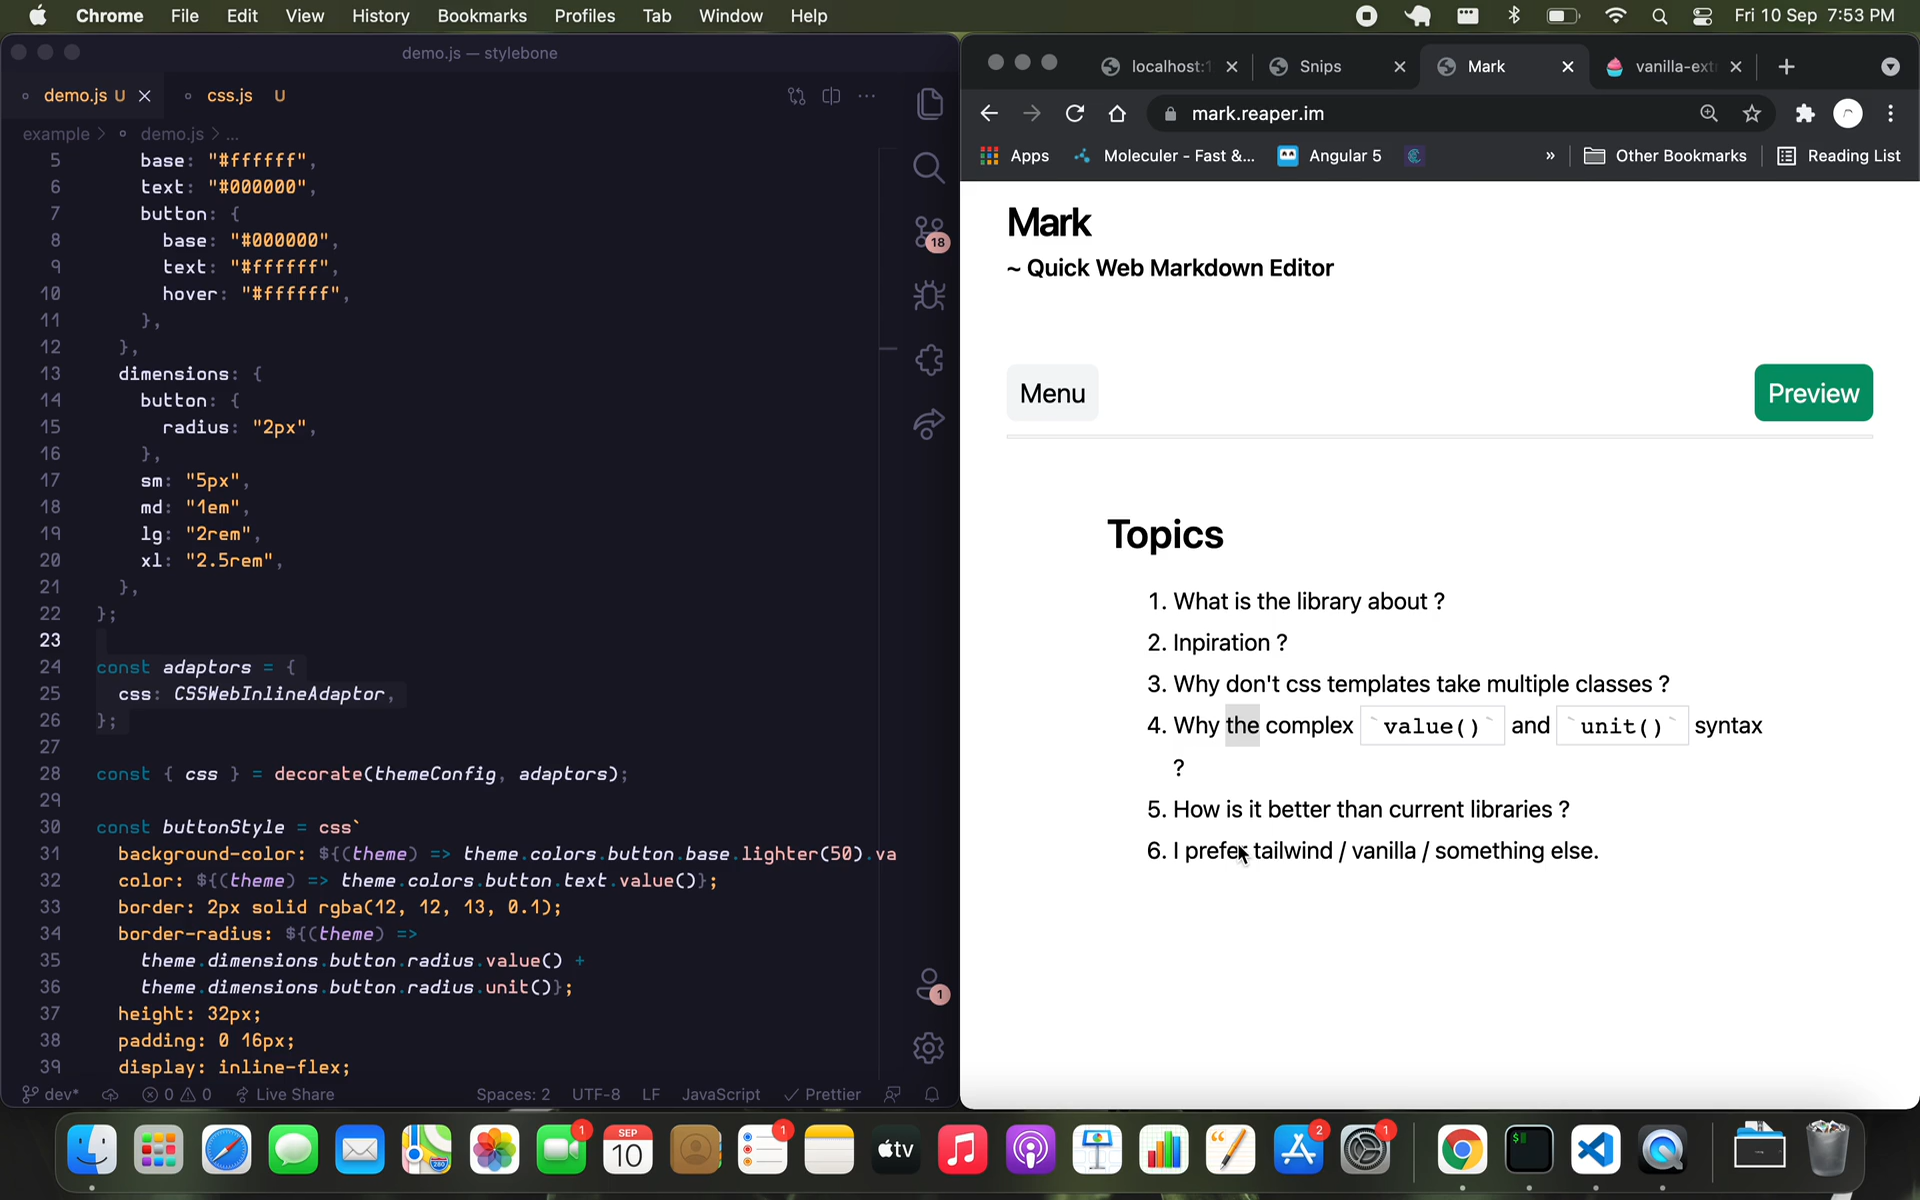 Chrome File Edit View History Bookmarks Profiles Tab Window Help Fri 10 Sep 7:53 PM
demo.js — stylebone
demo.js U css.js U
example > demo.js > ...
5 base: "#ffffff",
6 text: "#000000",
7 button: {
8 base: "#000000",
9 text: "#ffffff",
10 hover: "#ffffff",
11 },
12 },
13 dimensions: {
14 button: {
15 radius: "2px",
16 },
17 sm: "5px",
18 md: "1em",
19 lg: "2rem",
20 xl: "2.5rem",
21 },
22 };
23
24 const adaptors = {
25 css: CSSWebInlineAdaptor,
26 };
27
28 const { css } = decorate(themeConfig, adaptors);
29
30 const buttonStyle = css`
31 background-color: ${(theme) => theme.colors.button.base.lighter(50).va
32 color: ${(theme) => theme.colors.button.text.value()};
33 border: 2px solid rgba(12, 12, 13, 0.1);
34 border-radius: ${(theme) =>
35 theme.dimensions.button.radius.value() +
36 theme.dimensions.button.radius.unit()};
37 height: 32px;
38 padding: 0 16px;
39 display: inline-flex;
18
1
dev* 0 0 Live Share Spaces: 2 UTF-8 LF JavaScript Prettier
localhost:1 Snips Mark vanilla-ext
mark.reaper.im
Apps Moleculer - Fast &... Angular 5 » Other Bookmarks Reading List
Mark
~ Quick Web Markdown Editor
Menu Preview
Topics
1. What is the library about ?
2. Inpiration ?
3. Why don't css templates take multiple classes ?
4. Why the complex `value()` and `unit()` syntax
?
5. How is it better than current libraries ?
6. I prefer tailwind / vanilla / something else.
1 SEP 1 2 1
10 tv $
280